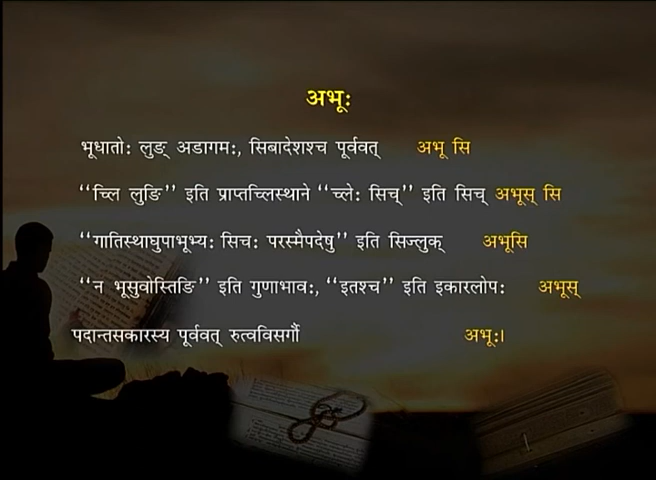 अभूः
भूधातोः लुङ् अडागमः, सिबादेशश्च पूर्ववत् अभू सि
‘‘च्लि लुङि’’ इति प्राप्तच्लिस्थाने ‘‘च्लेः सिच्’’ इति सिच् अभूस् सि
‘‘गातिस्थाघुपाभूभ्यः सिचः परस्मैपदेषु’’ इति सिज्लुक् अभूसि
‘‘न भूसुवोस्तिङि’’ इति गुणाभावः, ‘‘इतश्च’’ इति इकारलोपः अभूस्
पदान्तसकारस्य पूर्ववत् रुत्वविसर्गौ अभूः।